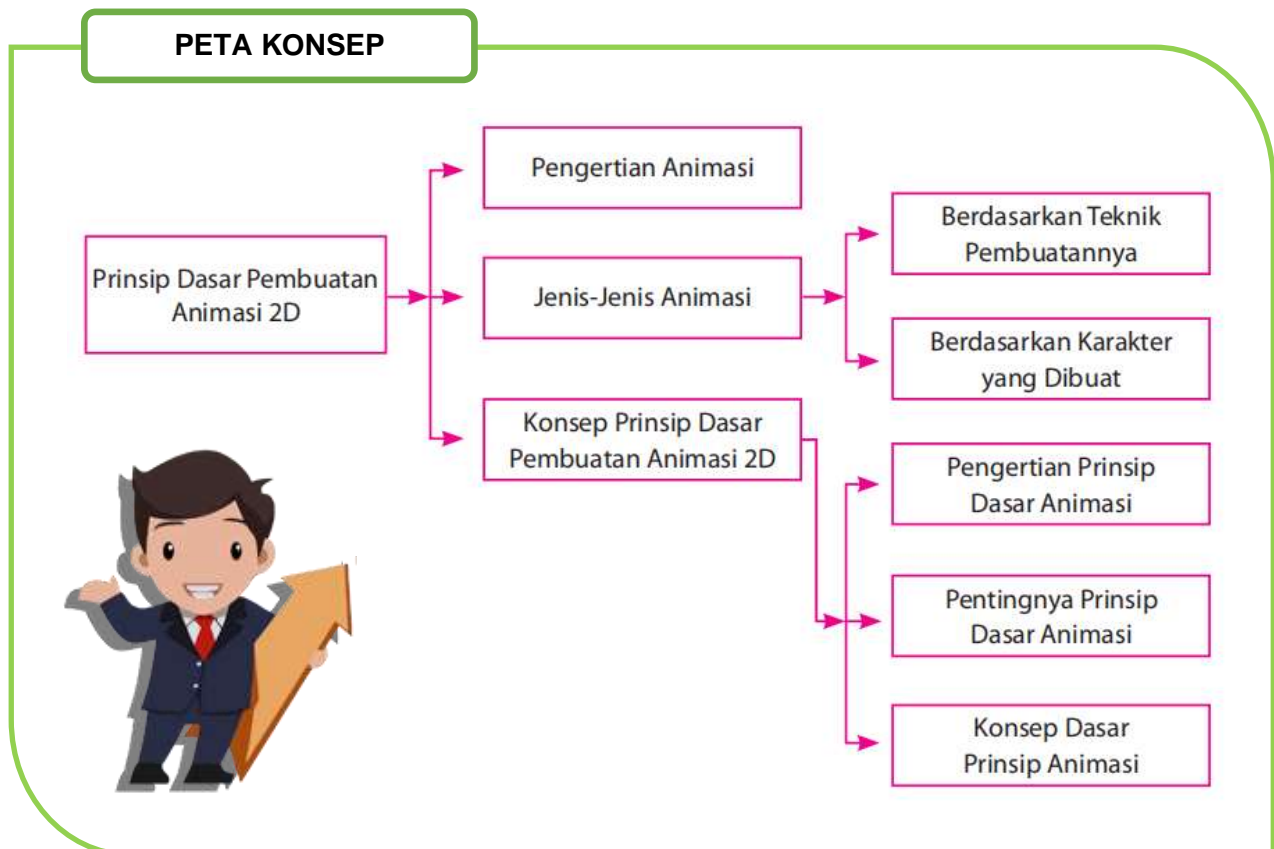 PETA KONSEP
Prinsip Dasar Pembuatan
Animasi 2D
Pengertian Animasi
Jenis-Jenis Animasi
Konsep Prinsip Dasar
Pembuatan Animasi 2D
Berdasarkan Teknik
Pembuatannya
Berdasarkan Karakter
yang Dibuat
Pengertian Prinsip
Dasar Animasi
Pentingnya Prinsip
Dasar Animasi
Konsep Dasar
Prinsip Animasi